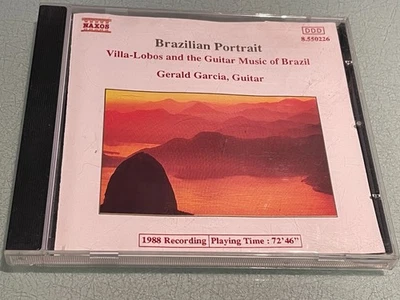 NAXOS
DDD
8.550226
Brazilian Portrait
Villa-Lobos and the Guitar Music of Brazil
Gerald Garcia, Guitar
1988 Recording Playing Time : 72'46"